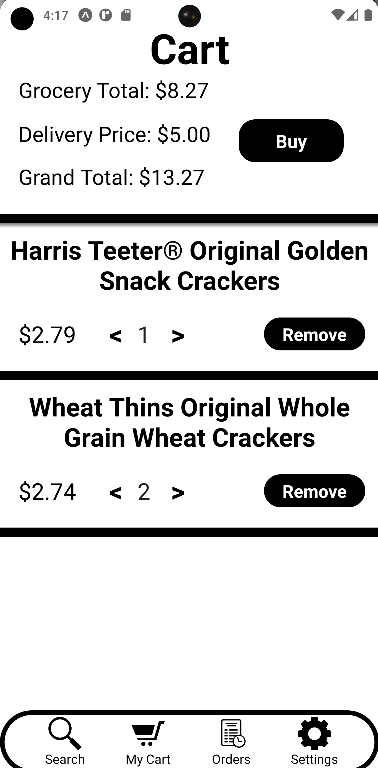 4:17
Cart
Grocery Total: $8.27
Delivery Price: $5.00
Buy
Grand Total: $13.27
Harris Teeter® Original Golden
Snack Crackers
$2.79 < 1 > Remove
Wheat Thins Original Whole
Grain Wheat Crackers
$2.74 < 2 > Remove
Search My Cart Orders Settings